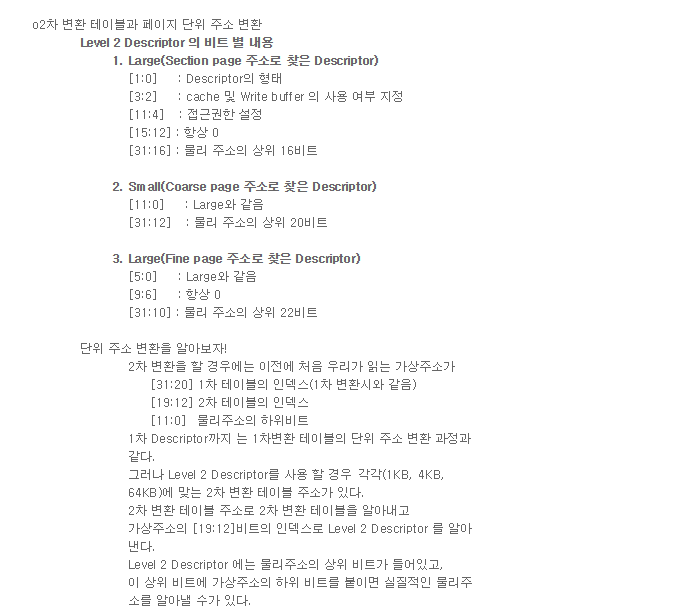 o2차 변환 테이블과 페이지 단위 주소 변환
Level 2 Descriptor 의 비트 별 내용
1. Large(Section page 주소로 찾은 Descriptor)
[1:0] : Descriptor의 형태
[3:2] : cache 및 Write buffer 의 사용 여부 지정
[11:4] : 접근권한 설정
[15:12] : 항상 0
[31:16] : 물리 주소의 상위 16비트
2. Small(Coarse page 주소로 찾은 Descriptor)
[11:0] : Large와 같음
[31:12] : 물리 주소의 상위 20비트
3. Large(Fine page 주소로 찾은 Descriptor)
[5:0] : Large와 같음
[9:6] : 항상 0
[31:10] : 물리 주소의 상위 22비트
단위 주소 변환을 알아보자!
2차 변환을 할 경우에는 이전에 처음 우리가 읽는 가상주소가
[31:20] 1차 테이블의 인덱스(1차 변환시와 같음)
[19:12] 2차 테이블의 인덱스
[11:0] 물리주소의 하위비트
1차 Descriptor까지 는 1차변환 테이블의 단위 주소 변환 과정과
같다.
그러나 Level 2 Descriptor를 사용 할 경우 각각(1KB, 4KB,
64KB)에 맞는 2차 변환 테이블 주소가 있다.
2차 변환 테이블 주소로 2차 변환 테이블을 알아내고
가상주소의 [19:12]비트의 인덱스로 Level 2 Descriptor 를 알아
낸다.
Level 2 Descriptor 에는 물리주소의 상위 비트가 들어있고,
이 상위 비트에 가상주소의 하위 비트를 붙이면 실질적인 물리주
소를 알아낼 수가 있다.